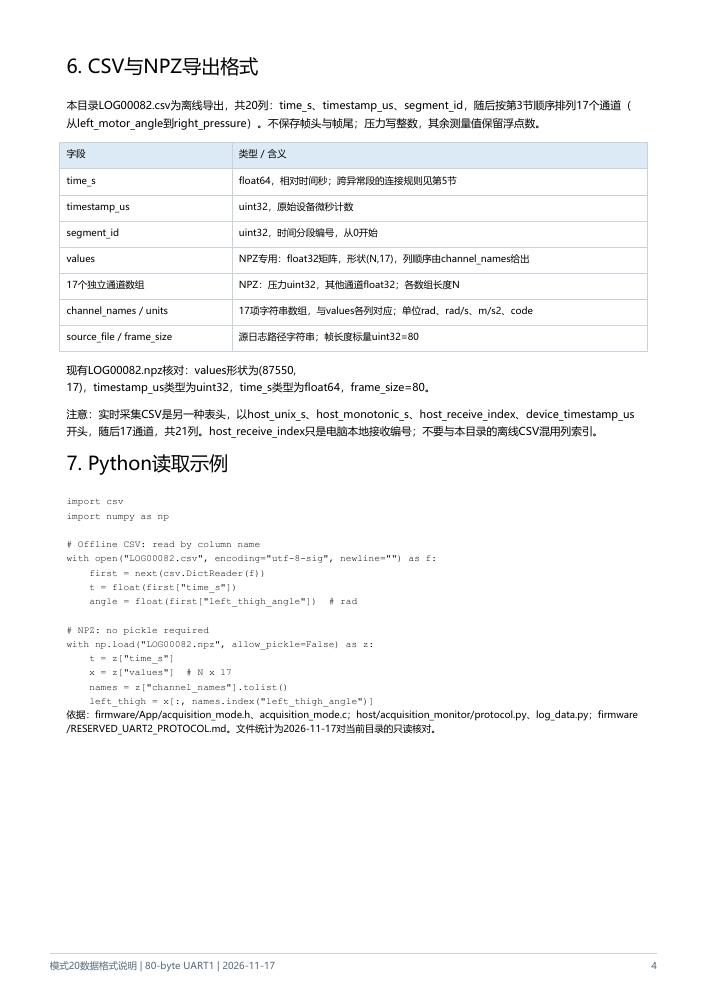 6. CSV与NPZ导出格式
本目录LOG00082.csv为离线导出，共20列：time_s、timestamp_us、segment_id，随后按第3节顺序排列17个通道（
从left_motor_angle到right_pressure）。不保存帧头与帧尾；压力写整数，其余测量值保留浮点数。
字段 类型 / 含义
time_s float64，相对时间秒；跨异常段的连接规则见第5节
timestamp_us uint32，原始设备微秒计数
segment_id uint32，时间分段编号，从0开始
values NPZ专用：float32矩阵，形状(N,17)，列顺序由channel_names给出
17个独立通道数组 NPZ：压力uint32，其他通道float32；各数组长度N
channel_names / units 17项字符串数组，与values各列对应；单位rad、rad/s、m/s2、code
source_file / frame_size 源日志路径字符串；帧长度标量uint32=80
现有LOG00082.npz核对：values形状为(87550,
17)，timestamp_us类型为uint32，time_s类型为float64，frame_size=80。
注意：实时采集CSV是另一种表头，以host_unix_s、host_monotonic_s、host_receive_index、device_timestamp_us
开头，随后17通道，共21列。host_receive_index只是电脑本地接收编号；不要与本目录的离线CSV混用列索引。
7. Python读取示例
import csv
import numpy as np
# Offline CSV: read by column name
with open("LOG00082.csv", encoding="utf-8-sig", newline="") as f:
    first = next(csv.DictReader(f))
    t = float(first["time_s"])
    angle = float(first["left_thigh_angle"])  # rad
# NPZ: no pickle required
with np.load("LOG00082.npz", allow_pickle=False) as z:
    t = z["time_s"]
    x = z["values"]  # N x 17
    names = z["channel_names"].tolist()
    left_thigh = x[:, names.index("left_thigh_angle")]
依据：firmware/App/acquisition_mode.h、acquisition_mode.c；host/acquisition_monitor/protocol.py、log_data.py；firmware
/RESERVED_UART2_PROTOCOL.md。文件统计为2026-11-17对当前目录的只读核对。
模式20数据格式说明 | 80-byte UART1 | 2026-11-17 4